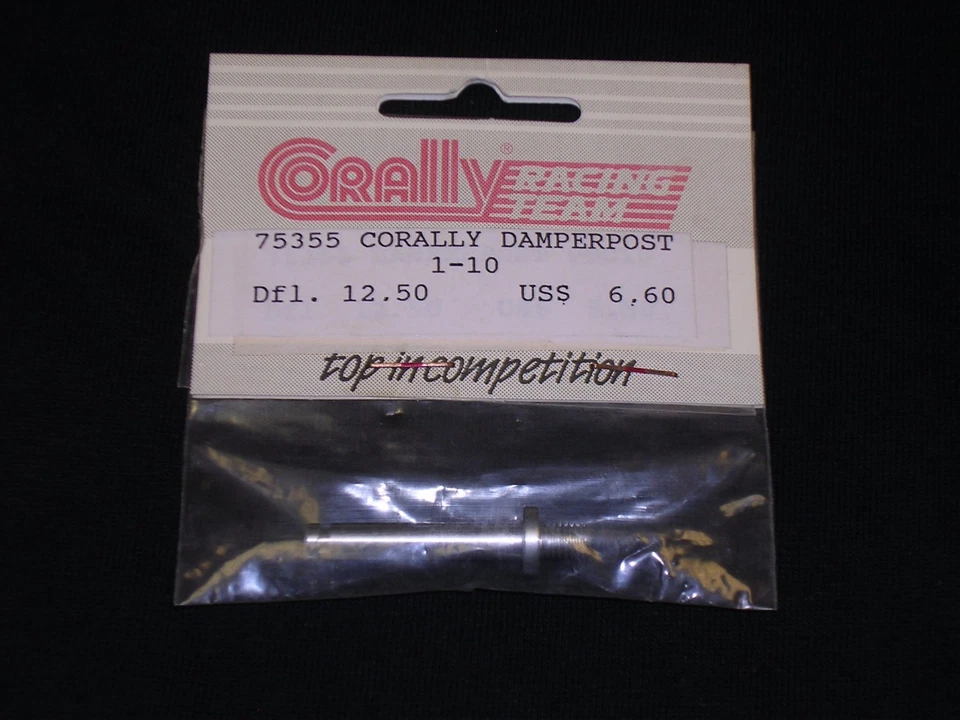 Corally® RACING
TEAM
75355 CORALLY DAMPERPOST
1-10
Dfl. 12.50 US$ 6.60
top in competition